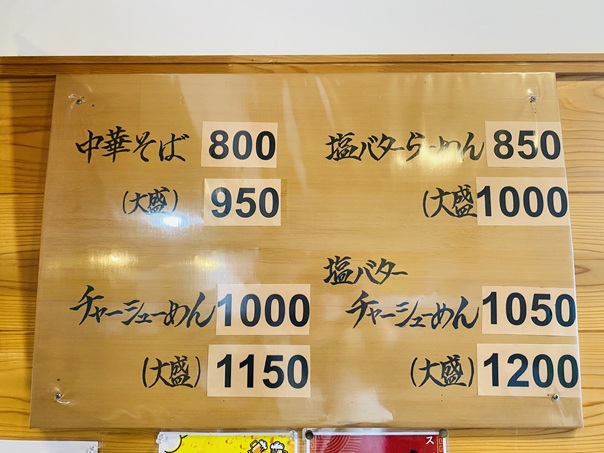 中華そば 800
(大盛) 950
チャーシューめん 1000
(大盛) 1150
塩バターらーめん 850
(大盛 1000
塩バター
チャーシューめん 1050
(大盛) 1200
ス